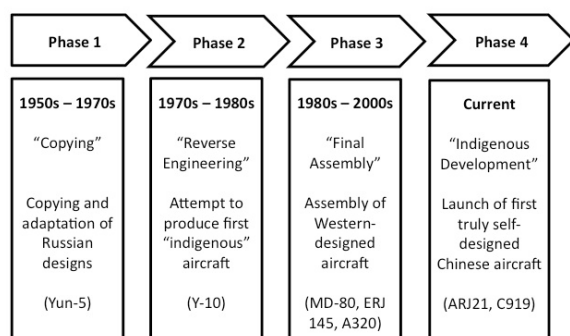 Phase 1
Phase 2
Phase 3
Phase 4
1950s – 1970s
“Copying”
Copying and
adaptation of
Russian
designs
(Yun-5)
1970s – 1980s
“Reverse
Engineering”
Attempt to
produce first
“indigenous”
aircraft
(Y-10)
1980s – 2000s
“Final
Assembly”
Assembly of
Western-
designed
aircraft
(MD-80, ERJ
145, A320)
Current
“Indigenous
Development”
Launch of first
truly self-
designed
Chinese aircraft
(ARJ21, C919)